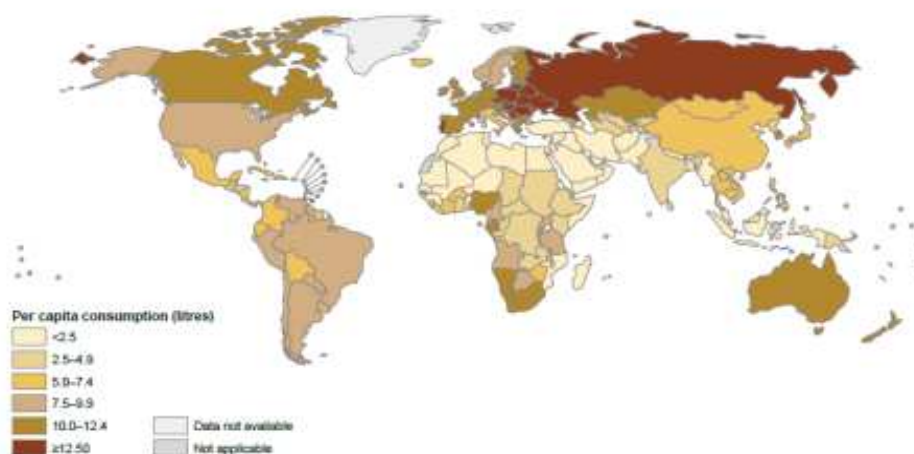 Per capita consumption (litres)
<2.5
2.5–4.9
5.0–7.4
7.5–9.9
10.0–12.4
≥12.50
Data not available
Not applicable